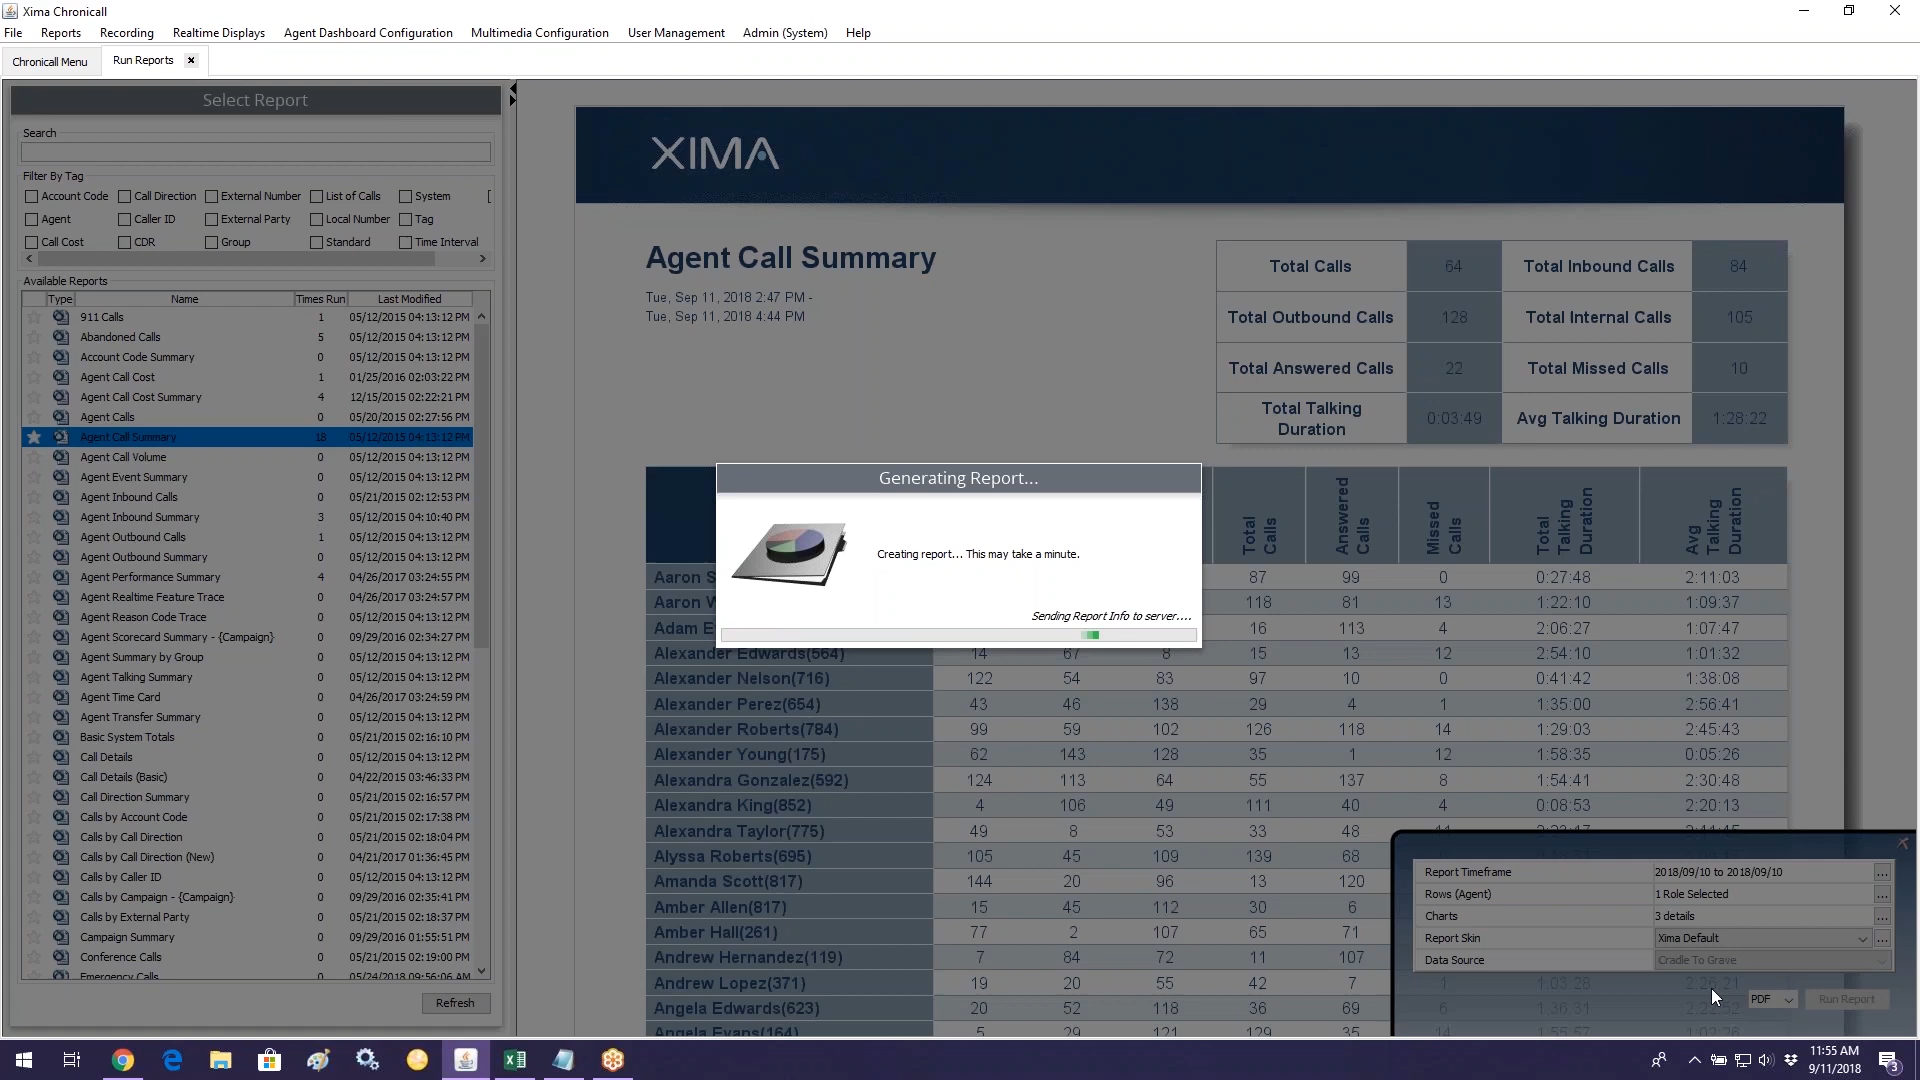 Xima Chronicall
File Reports Recording Realtime Displays Agent Dashboard Configuration Multimedia Configuration User Management Admin (System) Help
Chronicall Menu Run Reports
Select Report
Search
Filter By Tag
Account Code Call Direction External Number List of Calls System
Agent Caller ID External Party Local Number Tag
Call Cost CDR Group Standard Time Interval
Available Reports
Type Name Times Run Last Modified
911 Calls 1 05/12/2015 04:13:12 PM
Abandoned Calls 5 05/12/2015 04:13:12 PM
Account Code Summary 0 05/12/2015 04:13:12 PM
Agent Call Cost 1 01/25/2016 02:03:22 PM
Agent Call Cost Summary 4 12/15/2015 02:22:21 PM
Agent Calls 0 05/20/2015 02:27:56 PM
Agent Call Summary 18 05/12/2015 04:13:12 PM
Agent Call Volume 0 05/12/2015 04:13:12 PM
Agent Event Summary 0 05/12/2015 04:13:12 PM
Agent Inbound Calls 0 05/21/2015 02:12:53 PM
Agent Inbound Summary 3 05/12/2015 04:10:40 PM
Agent Outbound Calls 1 05/12/2015 04:13:12 PM
Agent Outbound Summary 0 05/12/2015 04:13:12 PM
Agent Performance Summary 4 04/26/2017 03:24:55 PM
Agent Realtime Feature Trace 0 04/26/2017 03:24:57 PM
Agent Reason Code Trace 0 05/12/2015 04:13:12 PM
Agent Scorecard Summary - {Campaign} 0 09/29/2016 02:34:27 PM
Agent Summary by Group 0 05/12/2015 04:13:12 PM
Agent Talking Summary 0 05/12/2015 04:13:12 PM
Agent Time Card 0 04/26/2017 03:24:59 PM
Agent Transfer Summary 0 05/12/2015 04:13:12 PM
Basic System Totals 0 05/21/2015 02:16:10 PM
Call Details 0 05/12/2015 04:13:12 PM
Call Details (Basic) 0 04/22/2015 03:46:33 PM
Call Direction Summary 0 05/21/2015 02:16:57 PM
Calls by Account Code 0 05/21/2015 02:17:38 PM
Calls by Call Direction 0 05/21/2015 02:18:04 PM
Calls by Call Direction (New) 0 04/21/2017 01:36:45 PM
Calls by Caller ID 0 05/12/2015 04:13:12 PM
Calls by Campaign - {Campaign} 0 09/29/2016 02:35:41 PM
Calls by External Party 0 05/21/2015 02:18:37 PM
Campaign Summary 0 09/29/2016 01:55:51 PM
Conference Calls 0 05/21/2015 02:19:00 PM
Emergency Calls 0 05/24/2018 09:56:06 AM
Refresh
XIMA
Agent Call Summary
Tue, Sep 11, 2018 2:47 PM -
Tue, Sep 11, 2018 4:44 PM
Total Calls 64 Total Inbound Calls 84
Total Outbound Calls 128 Total Internal Calls 105
Total Answered Calls 22 Total Missed Calls 10
Total Talking Duration 0:03:49 Avg Talking Duration 1:28:22
Generating Report...
Creating report... This may take a minute.
Sending Report Info to server....
Total Calls Answered Calls Missed Calls Total Talking Duration Avg Talking Duration
Aaron S 87 99 0 0:27:48 2:11:03
Aaron W 118 81 13 1:22:10 1:09:37
Adam E 16 113 4 2:06:27 1:07:47
Alexander Edwards(564) 14 67 8 15 13 12 2:54:10 1:01:32
Alexander Nelson(716) 122 54 83 97 10 0 0:41:42 1:38:08
Alexander Perez(654) 43 46 138 29 4 1 1:35:00 2:56:41
Alexander Roberts(784) 99 59 102 126 118 14 1:29:03 2:45:43
Alexander Young(175) 62 143 128 35 1 12 1:58:35 0:05:26
Alexandra Gonzalez(592) 124 113 64 55 137 8 1:54:41 2:30:48
Alexandra King(852) 4 106 49 111 40 4 0:08:53 2:20:13
Alexandra Taylor(775) 49 8 53 33 48
Alyssa Roberts(695) 105 45 109 139 68
Amanda Scott(817) 144 20 96 13 120
Amber Allen(817) 15 45 112 30 6
Amber Hall(261) 77 2 107 65 71
Andrew Hernandez(119) 7 84 72 11 107
Andrew Lopez(371) 19 20 55 42 7 1 1:03:28
Angela Edwards(623) 20 52 118 36 69 6 1:36:31
Angela Evans(164) 5 29 121 129 35 14 1:55:57 1:02:26
Report Timeframe 2018/09/10 to 2018/09/10 ...
Rows (Agent) 1 Role Selected ...
Charts 3 details ...
Report Skin Xima Default ...
Data Source Cradle To Grave
PDF Run Report
11:55 AM
9/11/2018
3